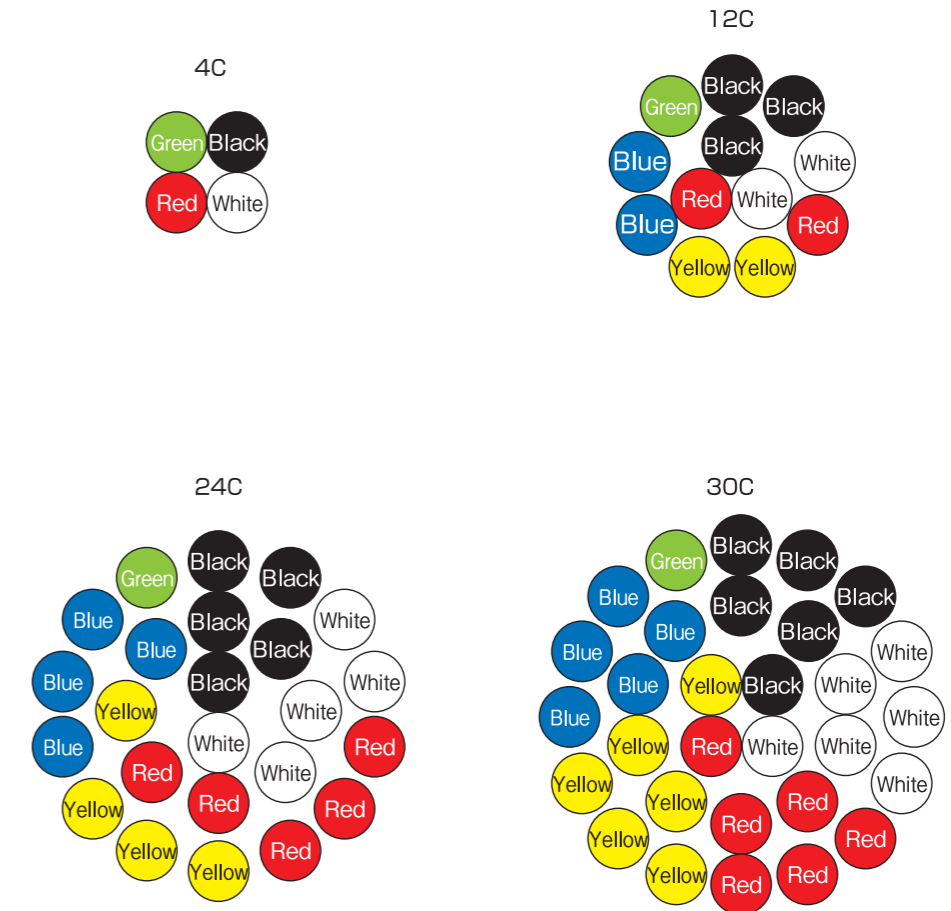 4C
Green Black
Red White
12C
Black
Green Black
Black
Blue White
Red White
Blue Red
Yellow Yellow
24C
Black
Green Black
Blue Black White
Blue Black
Blue Black White
Yellow White
Blue White Red
Red White
Yellow Red Red
Yellow Red
Yellow
30C
Black
Green Black
Blue Black Black
Blue Black
Blue White
Blue Yellow Black White
Blue White
Yellow Red White White
Yellow White
Yellow Red
Yellow Red Red
Yellow Red Red